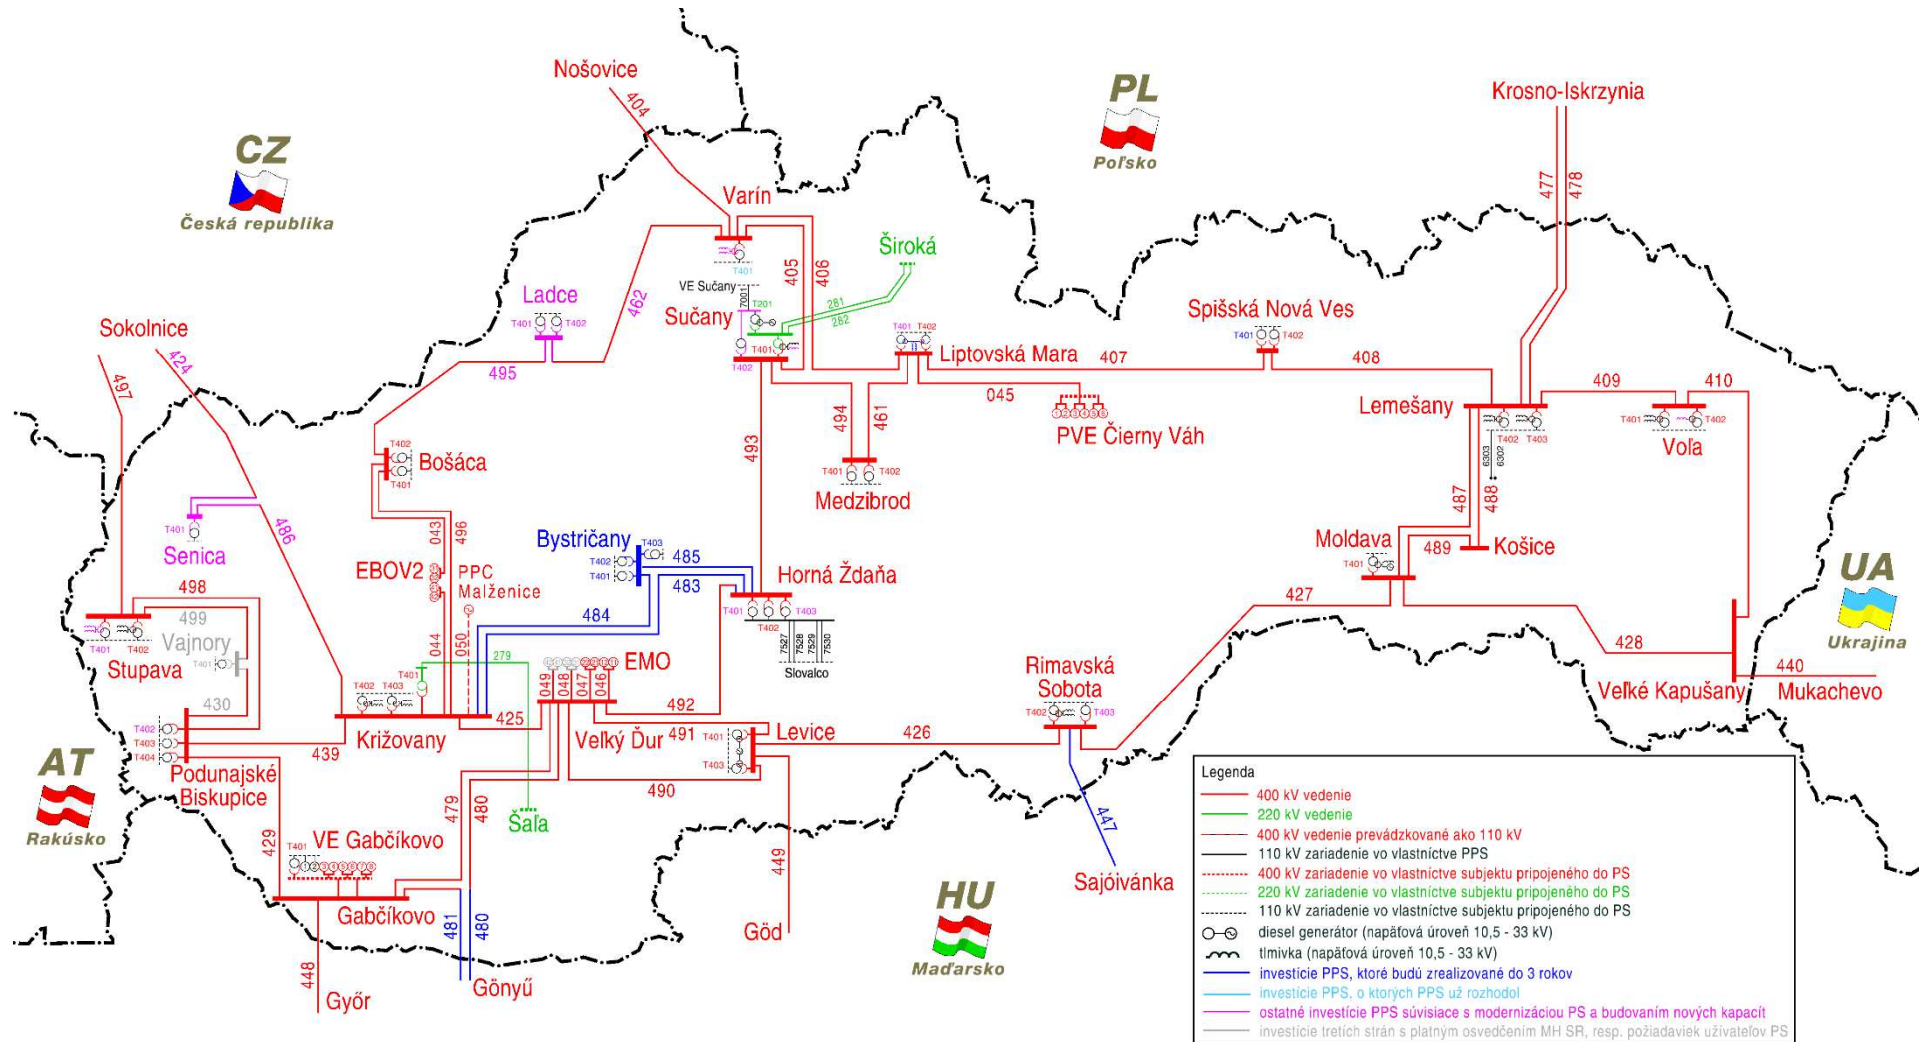 Nošovice
404
CZ
Česká republika
PL
Poľsko
Krosno-Iskrzynia
477
478
Varín
T401
405
406
462
Široká
281
282
VE Sučany
7001
T201
Sučany
T401
T402
Ladce
T401
T402
495
Sokolnice
497
424
486
Liptovská Mara
T401
T402
407
045
PVE Čierny Váh
Spišská Nová Ves
T401
T402
408
Lemešany
T402
T403
6303
6302
409
410
Voľa
T401
T402
494
461
493
Medzibrod
T401
T402
Bošáca
T402
T401
043
496
Senica
T401
EBOV2
PPC
Malženice
044
050
Bystričany
T403
T402
T401
485
483
484
Horná Ždaňa
T401
T402
T403
7527
7528
7529
7530
Slovalco
487
488
489
Moldava
T401
Košice
427
428
UA
Ukrajina
440
Mukachevo
Veľké Kapušany
498
499
Vajnory
T401
430
Stupava
T401
T402
279
T401
T402
T403
Križovany
425
439
EMO
049
048
047
046
Veľký Ďur
492
491
490
Levice
T401
T403
426
Rimavská
Sobota
T402
T403
447
Sajóivánka
AT
Rakúsko
T402
T403
T404
Podunajské
Biskupice
429
VE Gabčíkovo
T401
Gabčíkovo
479
480
481
480
Šaľa
448
Győr
Gönyű
449
Göd
HU
Maďarsko
Legenda
400 kV vedenie
220 kV vedenie
400 kV vedenie prevádzkované ako 110 kV
110 kV zariadenie vo vlastníctve PPS
400 kV zariadenie vo vlastníctve subjektu pripojeného do PS
220 kV zariadenie vo vlastníctve subjektu pripojeného do PS
110 kV zariadenie vo vlastníctve subjektu pripojeného do PS
diesel generátor (napäťová úroveň 10,5 - 33 kV)
tlmivka (napäťová úroveň 10,5 - 33 kV)
investície PPS, ktoré budú zrealizované do 3 rokov
investície PPS, o ktorých PPS už rozhodol
ostatné investície PPS súvisiace s modernizáciou PS a budovaním nových kapacít
investície tretích strán s platným osvedčením MH SR, resp. požiadaviek užívateľov PS